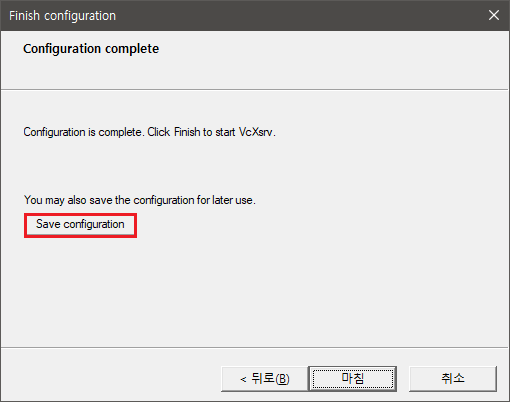 Finish configuration
Configuration complete
Configuration is complete. Click Finish to start VcXsrv.
You may also save the configuration for later use.
Save configuration
< 뒤로(B) 마침 취소